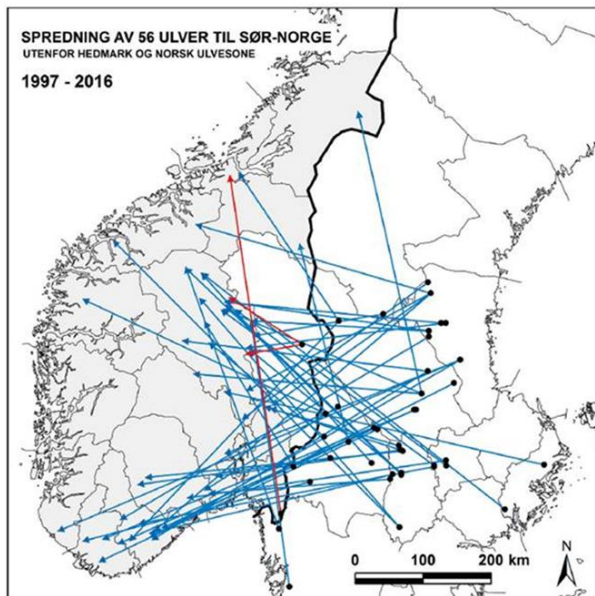 SPREDNING AV 56 ULVER TIL SØR-NORGE
UTENFOR HEDMARK OG NORSK ULVESONE
1997 - 2016
0 100 200 km
N